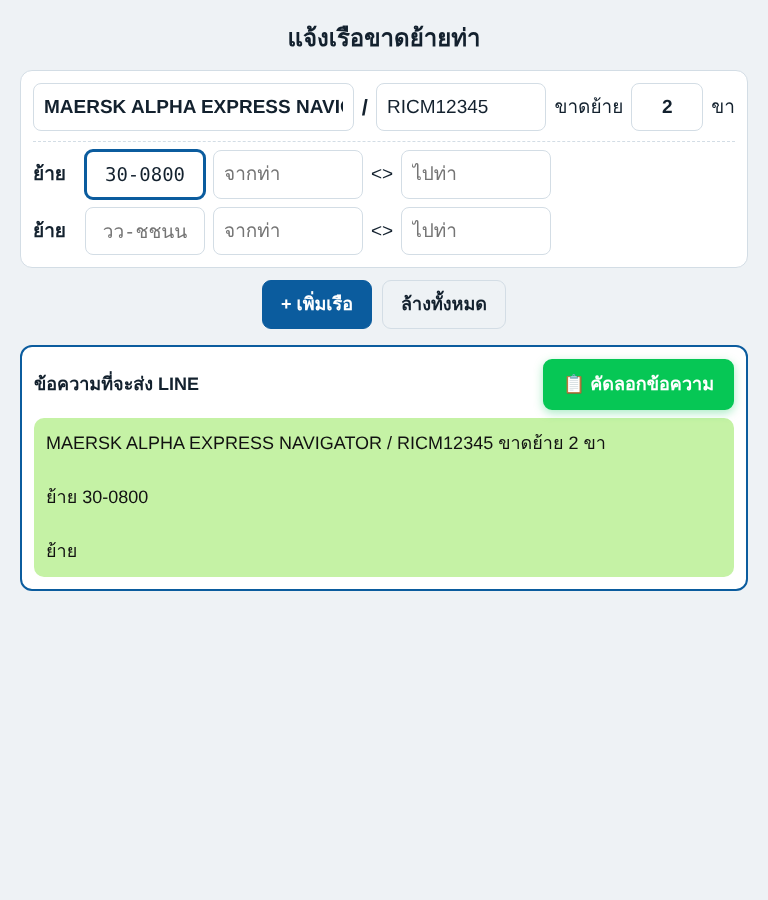 แจ้งเรือขาดย้ายท่า
MAERSK ALPHA EXPRESS NAVI / RICM12345 ขาดย้าย 2 ขา
ย้าย 30-0800 จากท่า <> ไปท่า
ย้าย วว-ชชนน จากท่า <> ไปท่า
+ เพิ่มเรือ ล้างทั้งหมด
ข้อความที่จะส่ง LINE 📋 คัดลอกข้อความ
MAERSK ALPHA EXPRESS NAVIGATOR / RICM12345 ขาดย้าย 2 ขา
ย้าย 30-0800
ย้าย